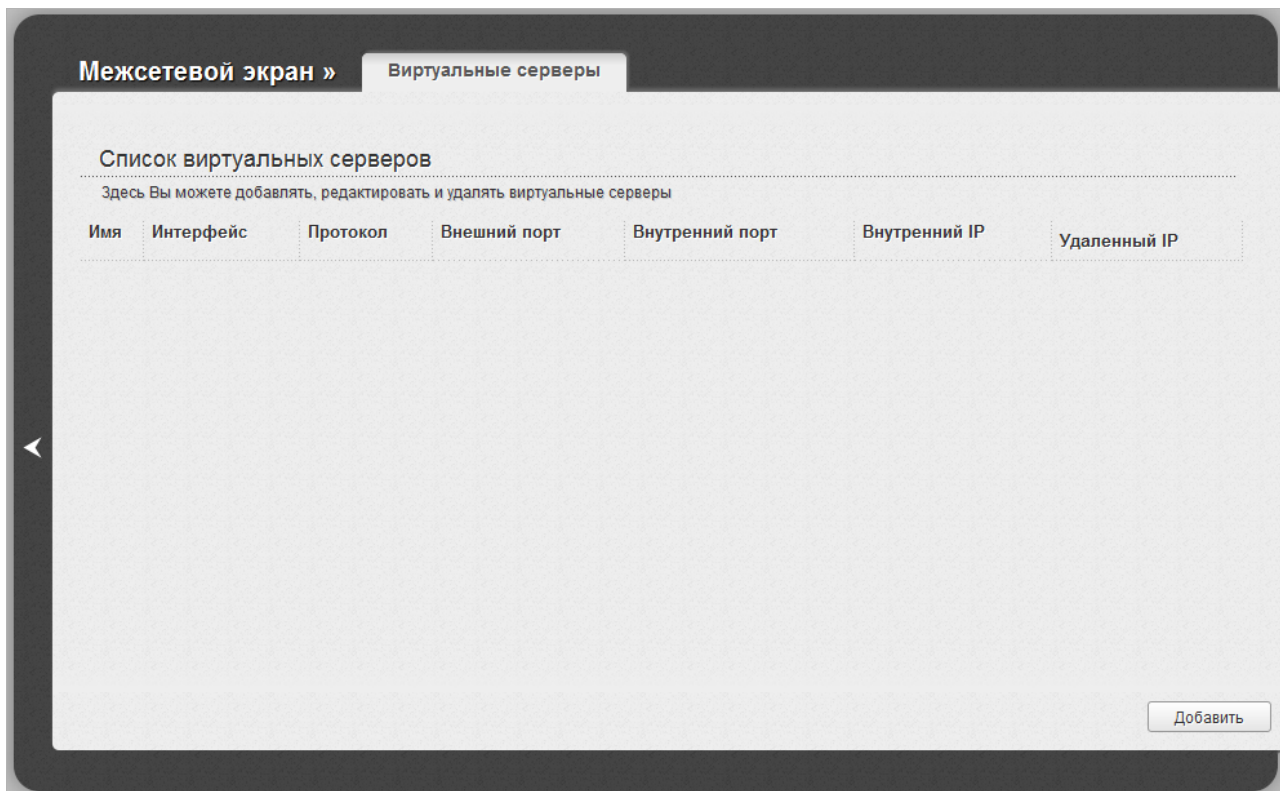 Межсетевой экран » Виртуальные серверы
Список виртуальных серверов
Здесь Вы можете добавлять, редактировать и удалять виртуальные серверы
Имя Интерфейс Протокол Внешний порт Внутренний порт Внутренний IP Удаленный IP
Добавить